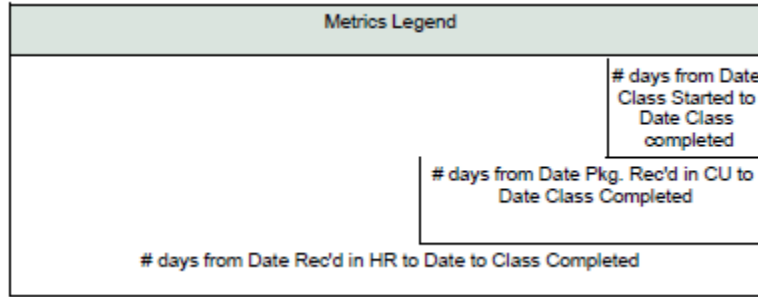 Metrics Legend
# days from Date
Class Started to
Date Class
completed
# days from Date Pkg. Rec'd in CU to
Date Class Completed
# days from Date Rec'd in HR to Date to Class Completed